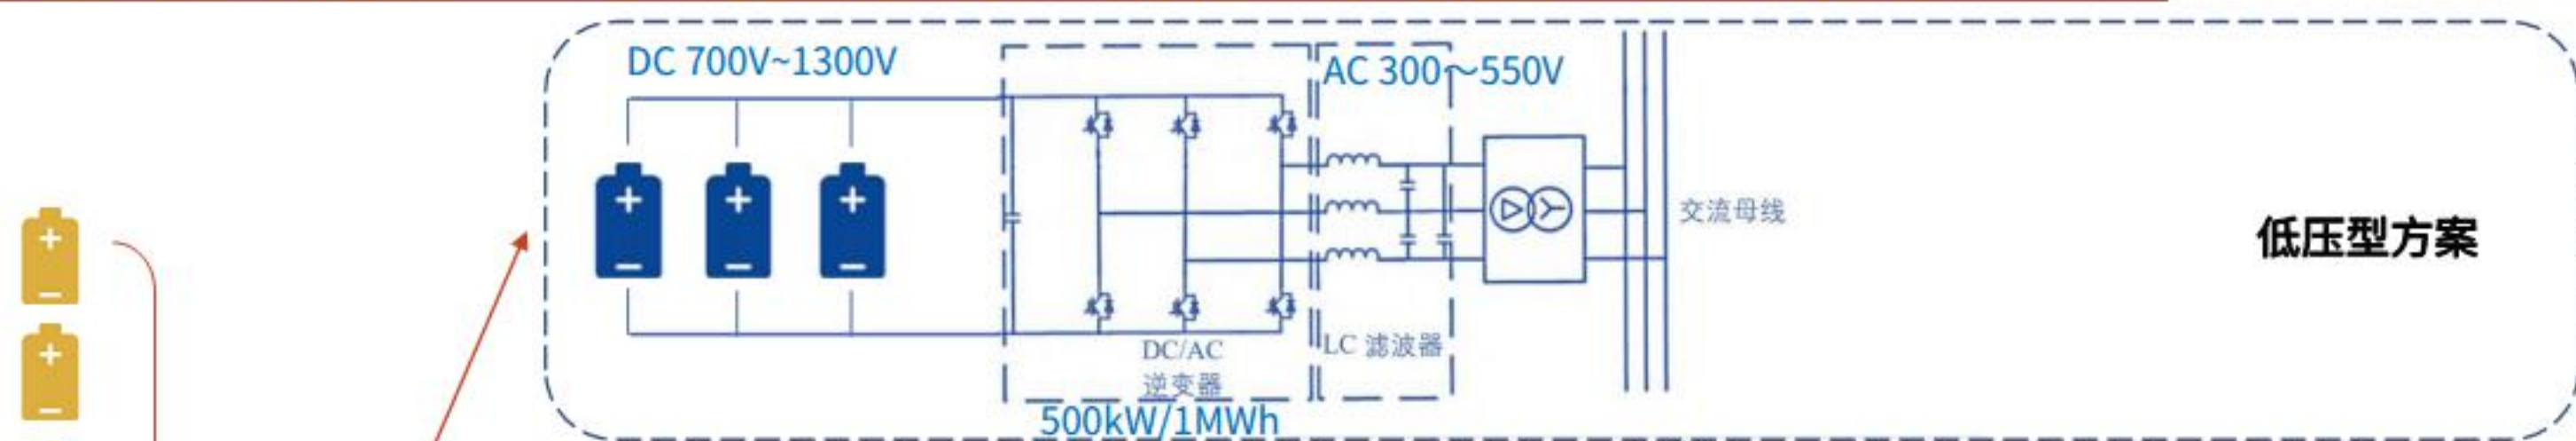 DC 700V~1300V
AC 300~550V
交流母线
低压型方案
LC 滤波器
DC/AC
逆变器
500kW/1MWh